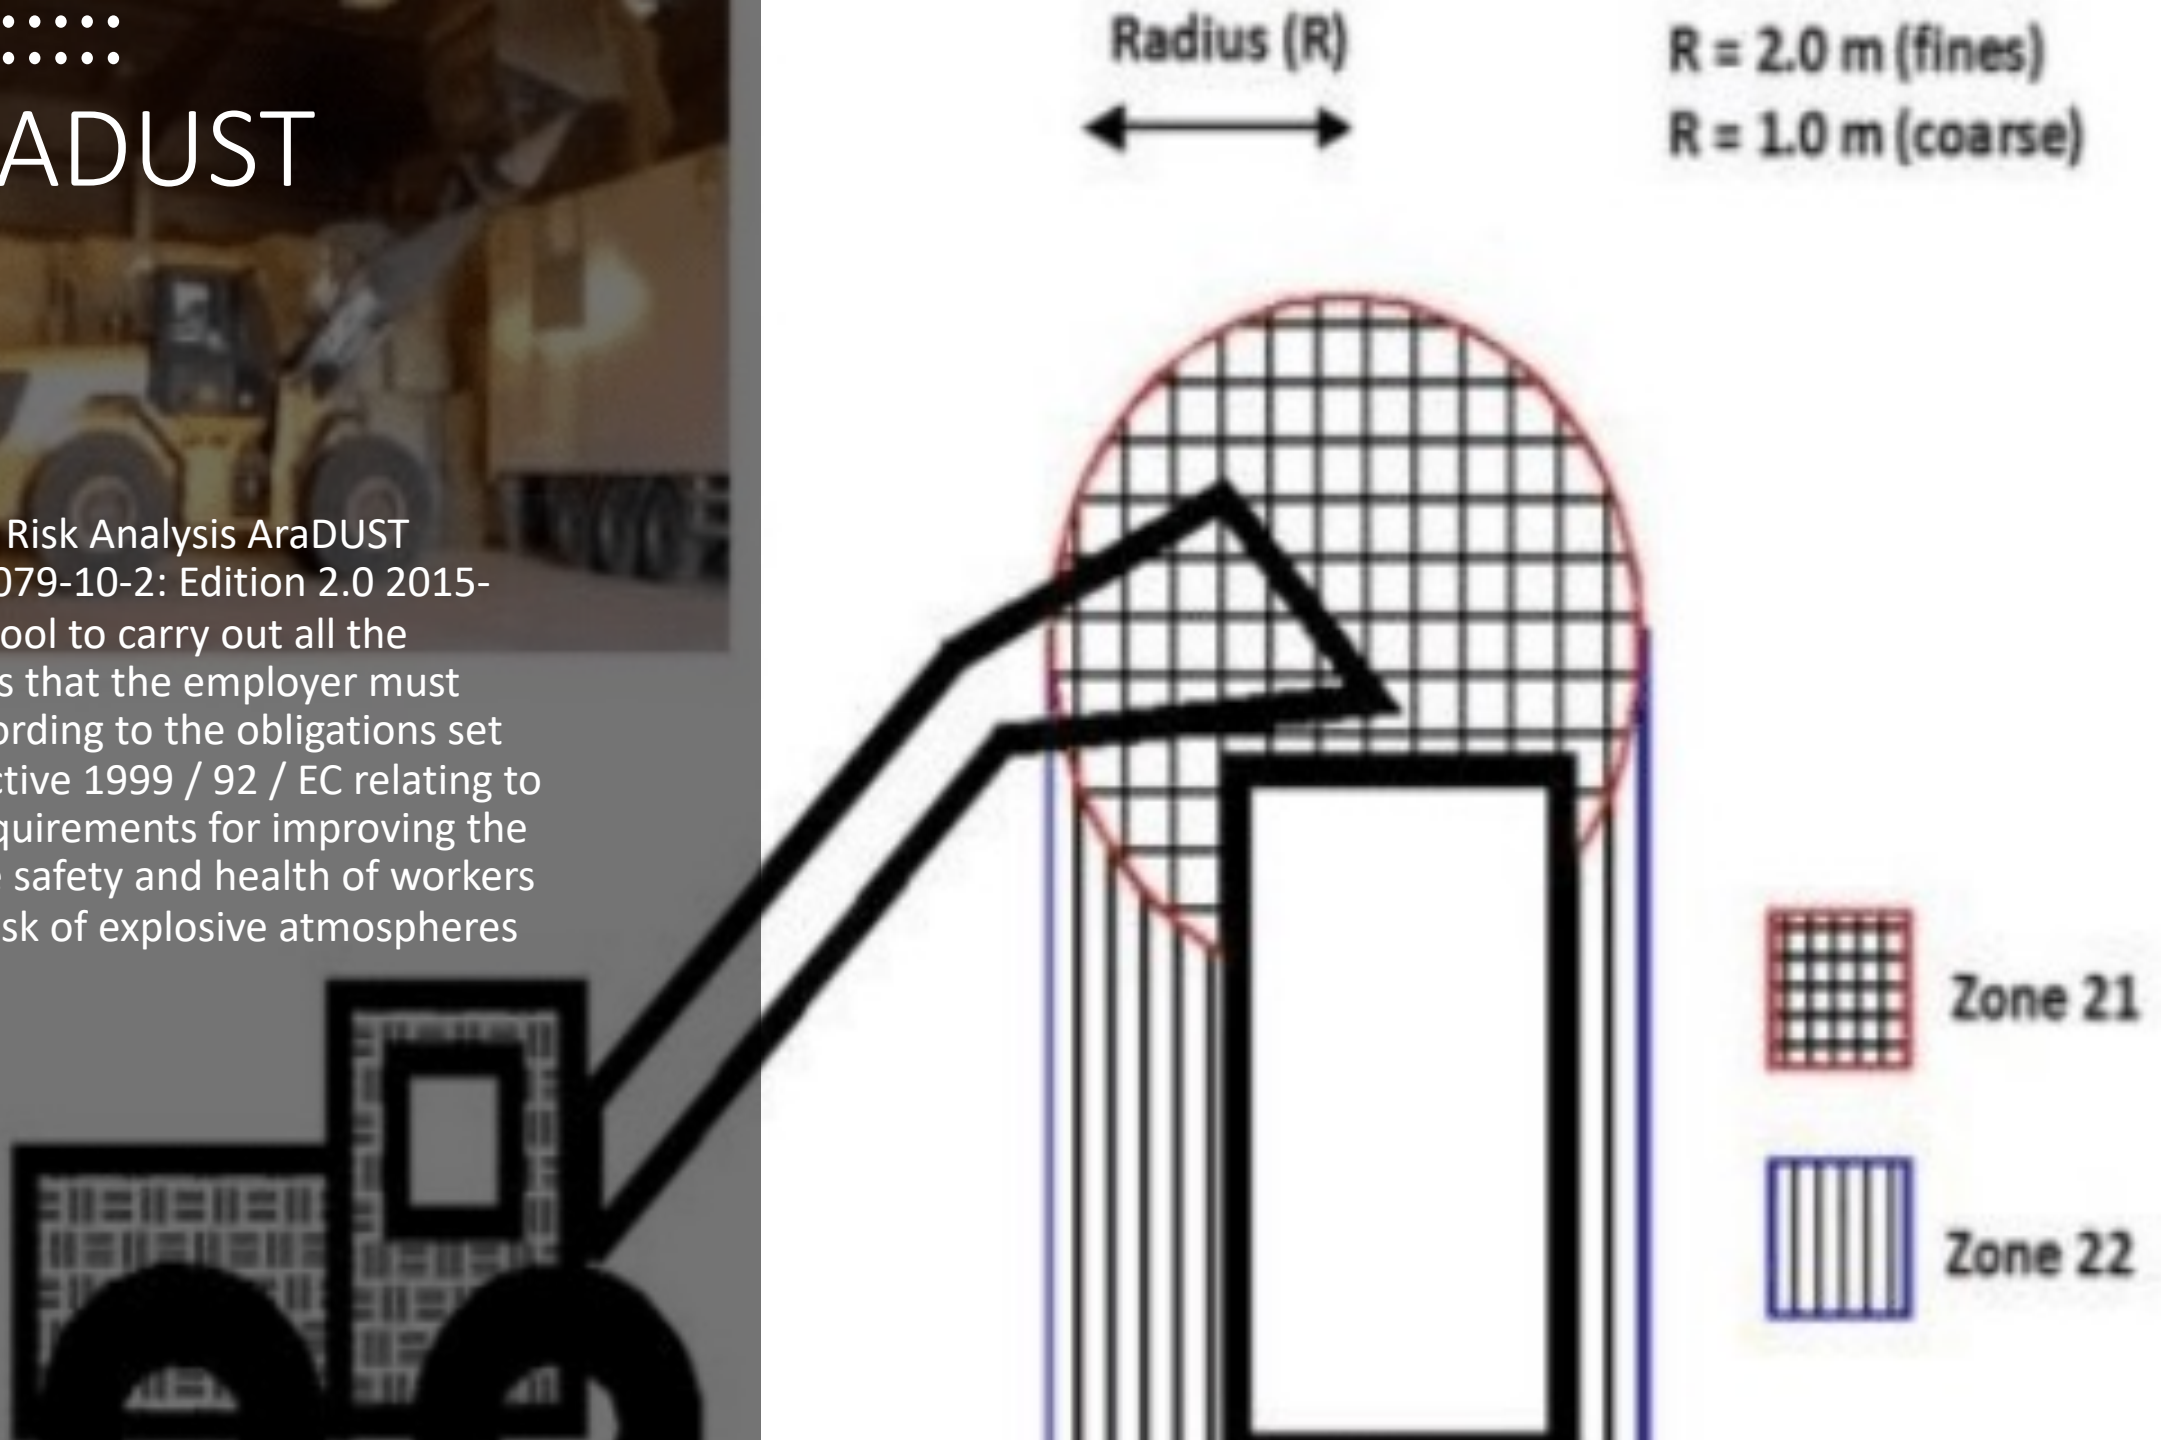 ADUST
Risk Analysis AraDUST
079-10-2: Edition 2.0 2015-
ool to carry out all the
s that the employer must
ording to the obligations set
ctive 1999 / 92 / EC relating to
quirements for improving the
e safety and health of workers
sk of explosive atmospheres
Radius (R)
R = 2.0 m (fines)
R = 1.0 m (coarse)
Zone 21
Zone 22